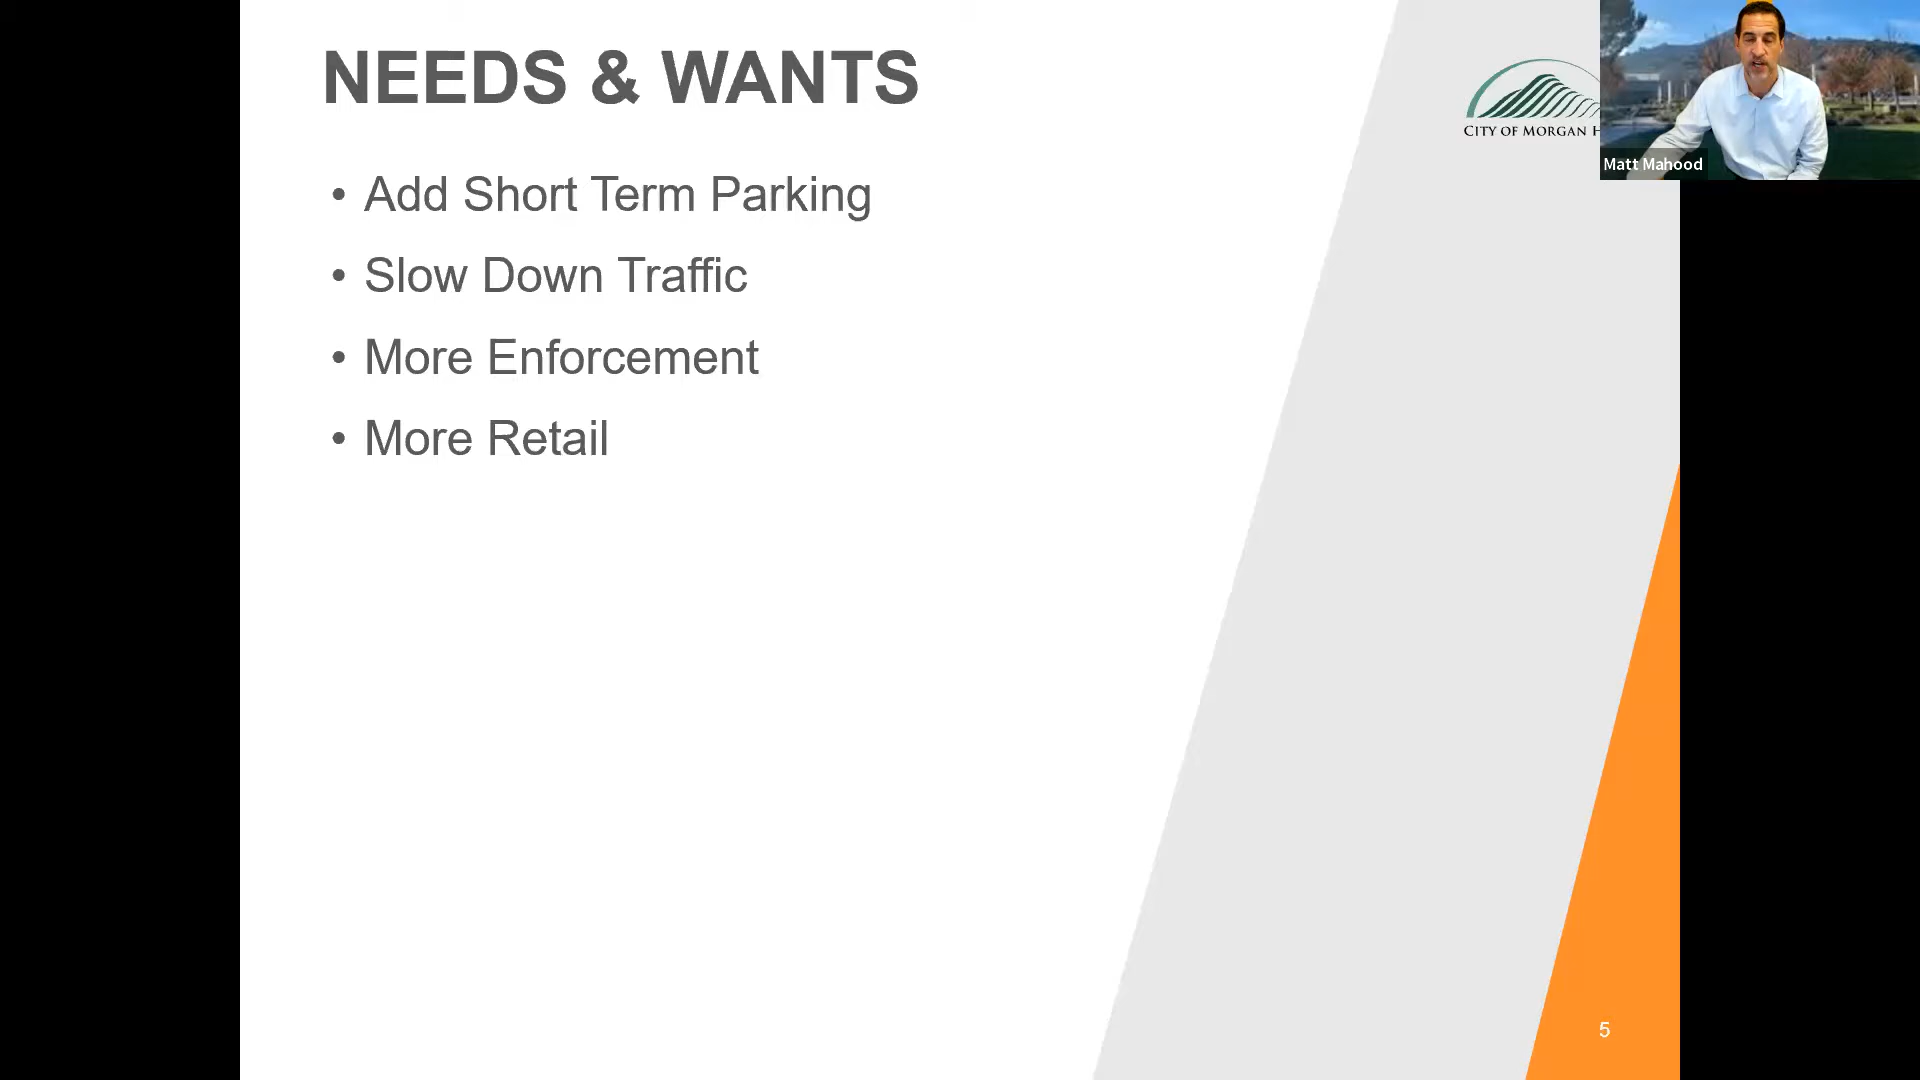 NEEDS & WANTS
CITY OF MORGAN H
Matt Mahood
• Add Short Term Parking
• Slow Down Traffic
• More Enforcement
• More Retail
5